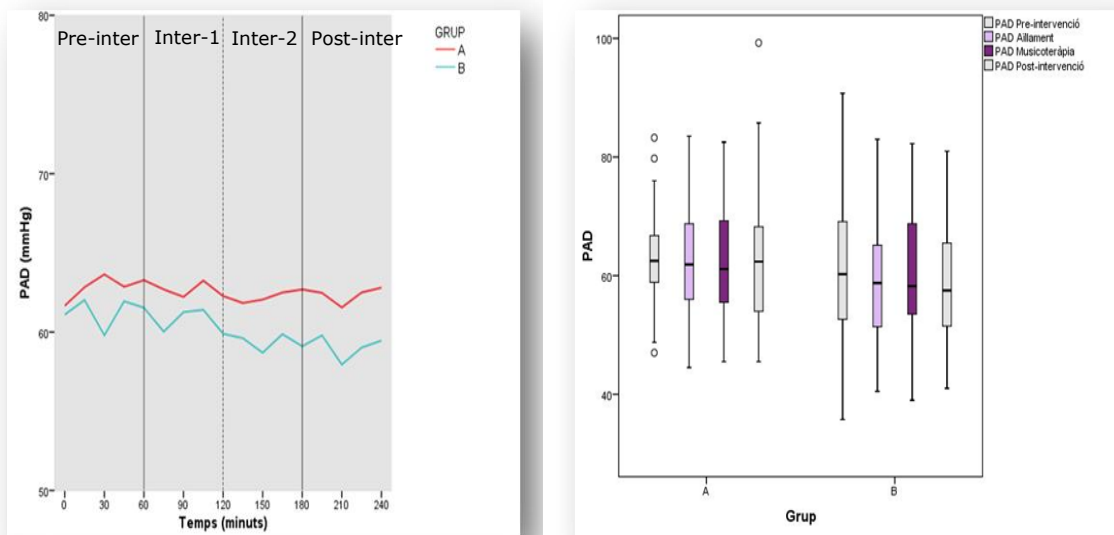 80
Pre-inter Inter-1 Inter-2 Post-inter
GRUP
A
B
70
PAD (mmHg)
60
50
0 30 60 90 120 150 180 210 240
Temps (minuts)
PAD Pre-intervenció
PAD Aïllament
PAD Musicoteràpia
PAD Post-intervenció
100
80
PAD
60
40
A B
Grup